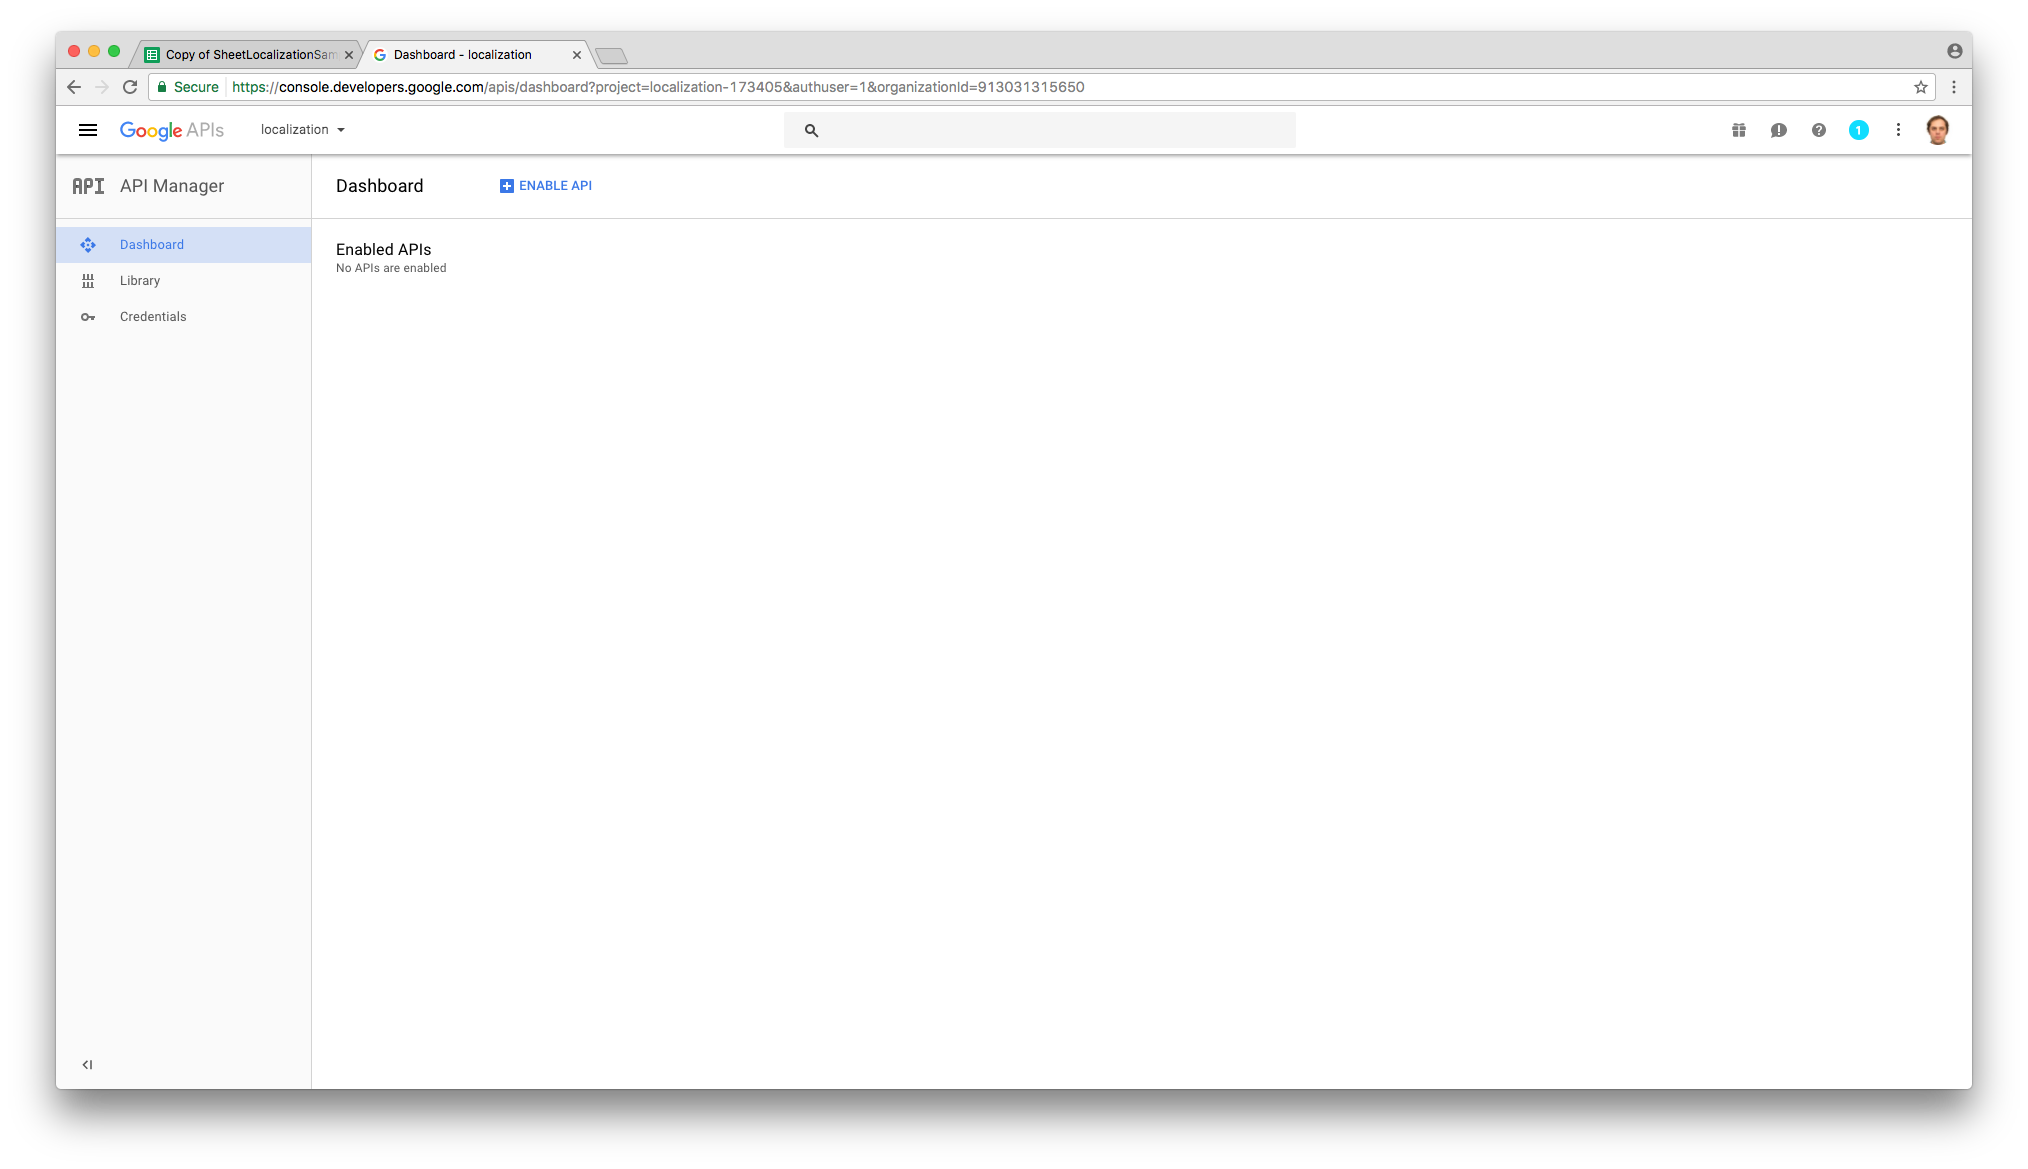 Copy of SheetLocalizationSam
Dashboard - localization
Secure
https://console.developers.google.com/apis/dashboard?project=localization-173405&authuser=1&organizationId=913031315650
Google APIs
localization
1
API
API Manager
Dashboard
ENABLE API
Dashboard
Library
Credentials
Enabled APIs
No APIs are enabled